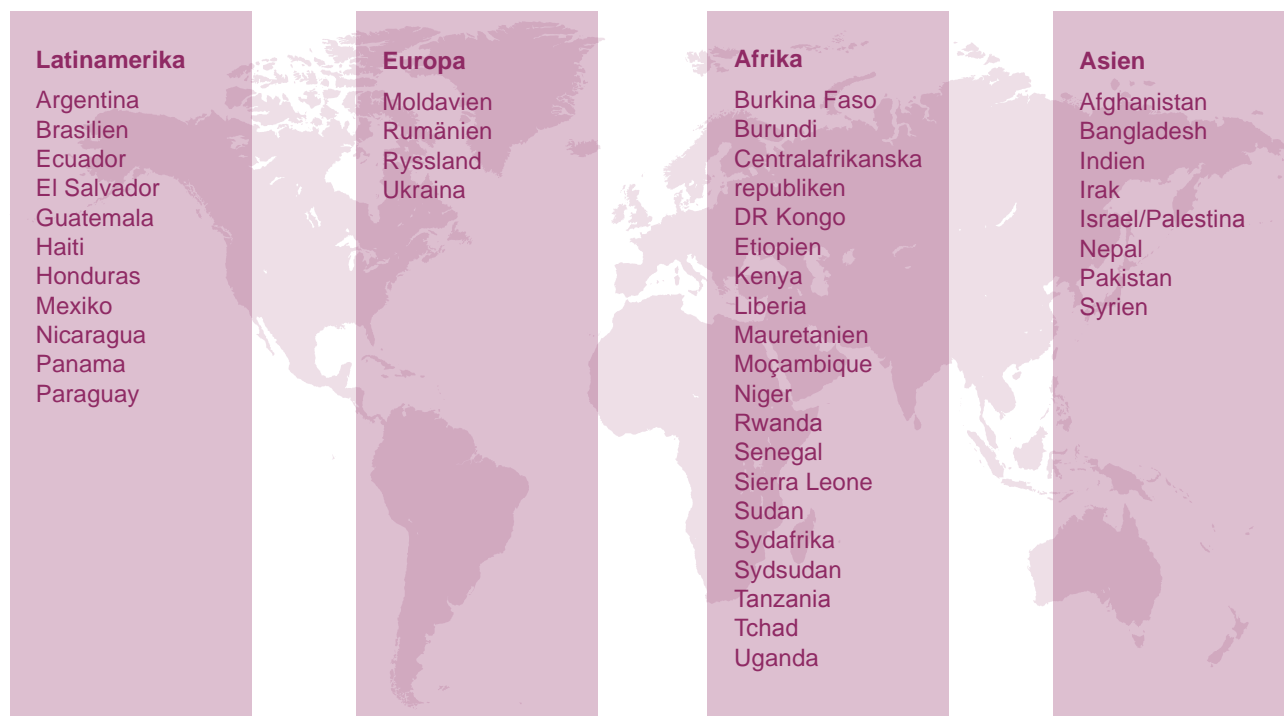 Latinamerika
Argentina
Brasilien
Ecuador
El Salvador
Guatemala
Haiti
Honduras
Mexiko
Nicaragua
Panama
Paraguay
Europa
Moldavien
Rumänien
Ryssland
Ukraina
Afrika
Burkina Faso
Burundi
Centralafrikanska
republiken
DR Kongo
Etiopien
Kenya
Liberia
Mauretanien
Moçambique
Niger
Rwanda
Senegal
Sierra Leone
Sudan
Sydafrika
Sydsudan
Tanzania
Tchad
Uganda
Asien
Afghanistan
Bangladesh
Indien
Irak
Israel/Palestina
Nepal
Pakistan
Syrien